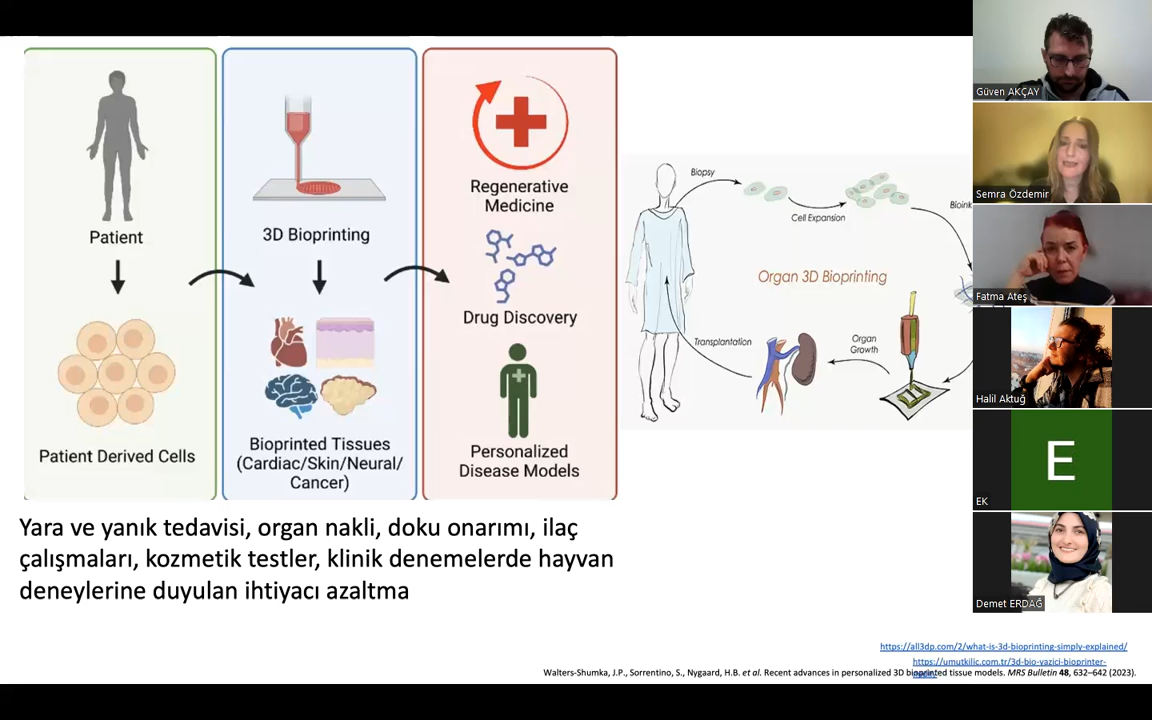 Patient
Patient Derived Cells
3D Bioprinting
Bioprinted Tissues
(Cardiac/Skin/Neural/
Cancer)
Regenerative
Medicine
Drug Discovery
Personalized
Disease Models
Biopsy
Cell Expansion
Organ 3D Bioprinting
Organ
Growth
Transplantation
Yara ve yanık tedavisi, organ nakli, doku onarımı, ilaç
çalışmaları, kozmetik testler, klinik denemelerde hayvan
deneylerine duyulan ihtiyacı azaltma
https://all3dp.com/2/what-is-3d-bioprinting-simply-explained/
https://umutkilic.com.tr/3d-bio-yazici-bioprinter-
Walters-Shumka, J.P., Sorrentino, S., Nygaard, H.B. et al. Recent advances in personalized 3D bioprinted tissue models. MRS Bulletin 48, 632–642 (2023).
Güven AKÇAY
Semra Özdemir
Fatma Ateş
Halil Aktuğ
E
EK
Demet ERDAĞ